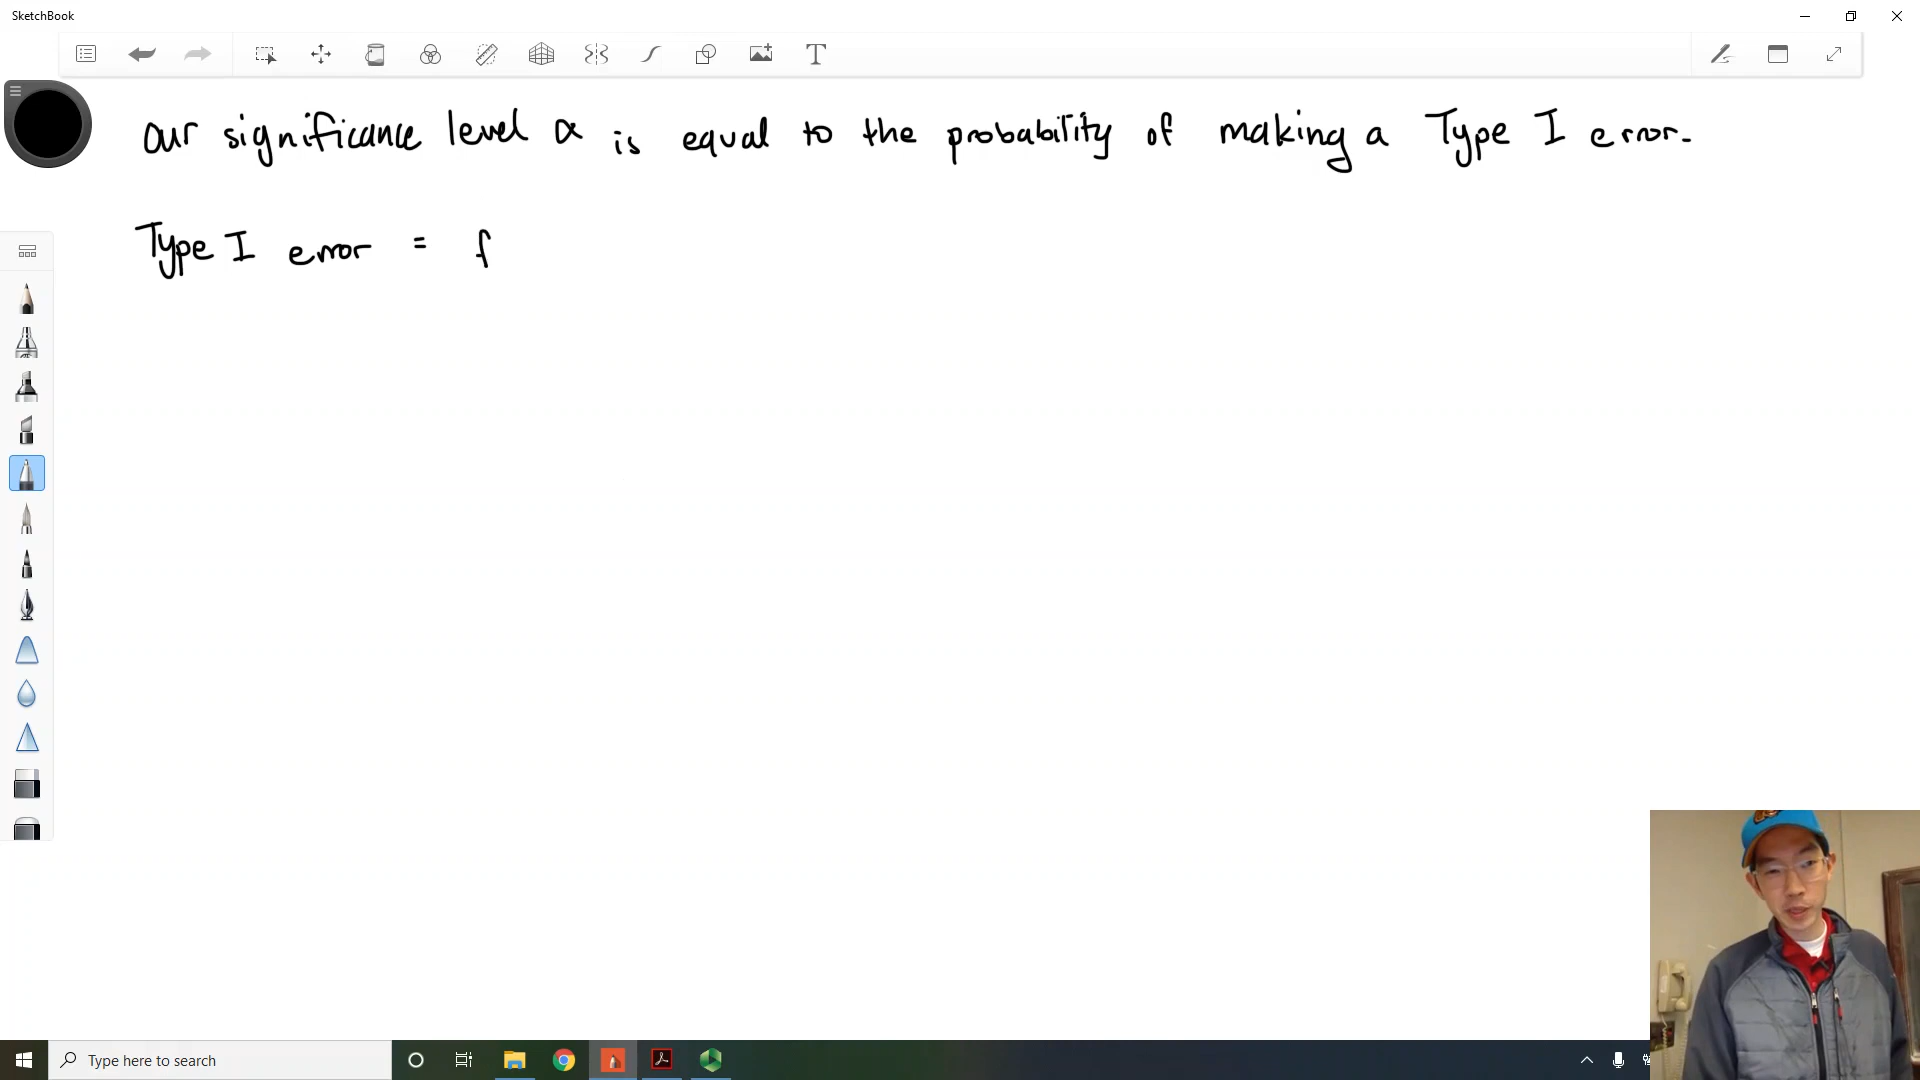 SketchBook
our significance level α is equal to the probability of making a Type I error.
Type I error = f
Type here to search